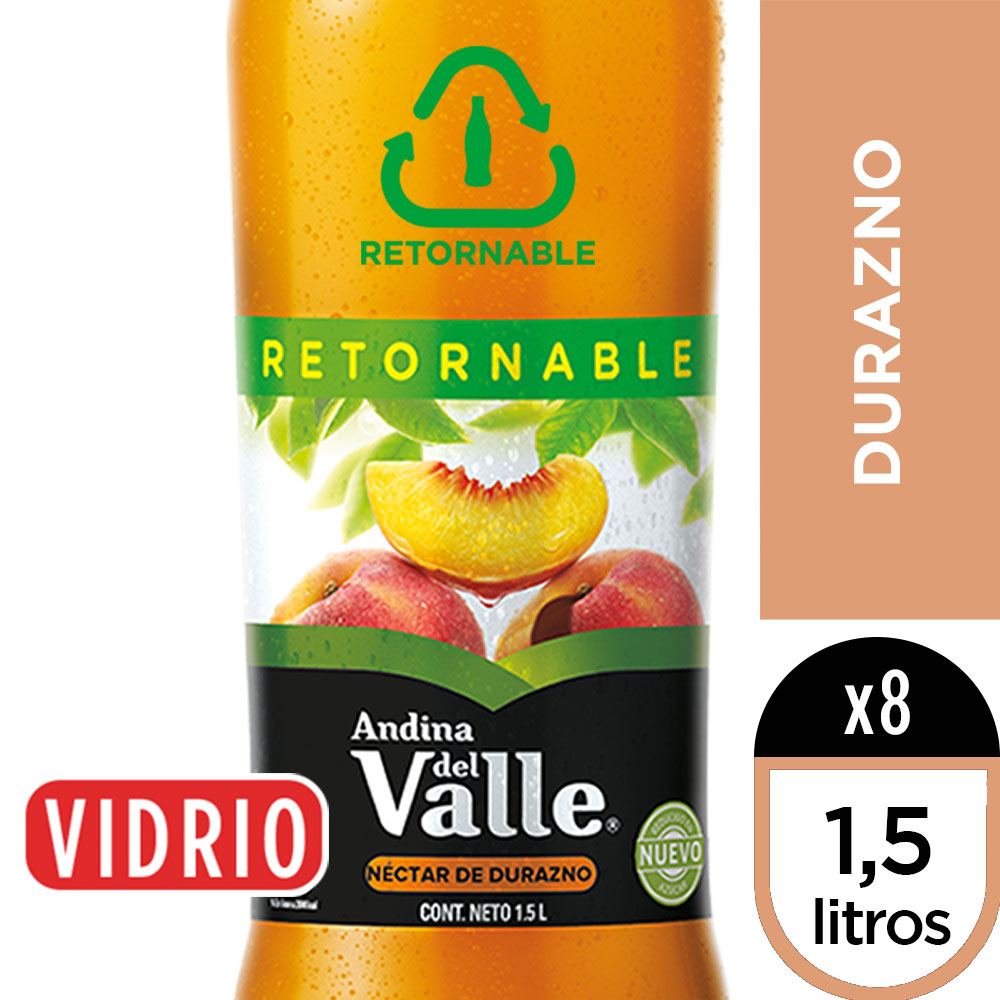 RETORNABLE
RETORNABLE
Andina
del
Valle®
NÉCTAR DE DURAZNO
CONT. NETO 1.5 L
NUEVO
AZÚCAR
VIDRIO
DURAZNO
x8
1,5
litros